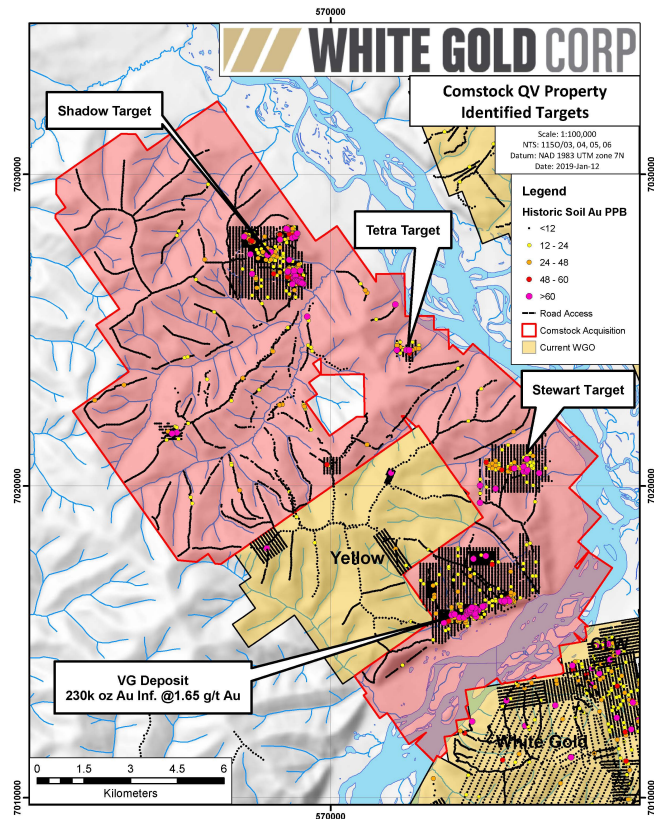 570000
WHITE GOLD CORP
Comstock QV Property
Identified Targets
Scale: 1:100,000
NTS: 115O/03, 04, 05, 06
Datum: NAD 1983 UTM zone 7N
Date: 2019-Jan-12
Shadow Target
7030000
7030000
Legend
Historic Soil Au PPB
<12
12 - 24
24 - 48
48 - 60
>60
Road Access
Comstock Acquisition
Current WGO
Tetra Target
Stewart Target
7020000
7020000
Yellow
VG Deposit
230k oz Au Inf. @1.65 g/t Au
White Gold
0 1.5 3 4.5 6
Kilometers
7010000
7010000
570000